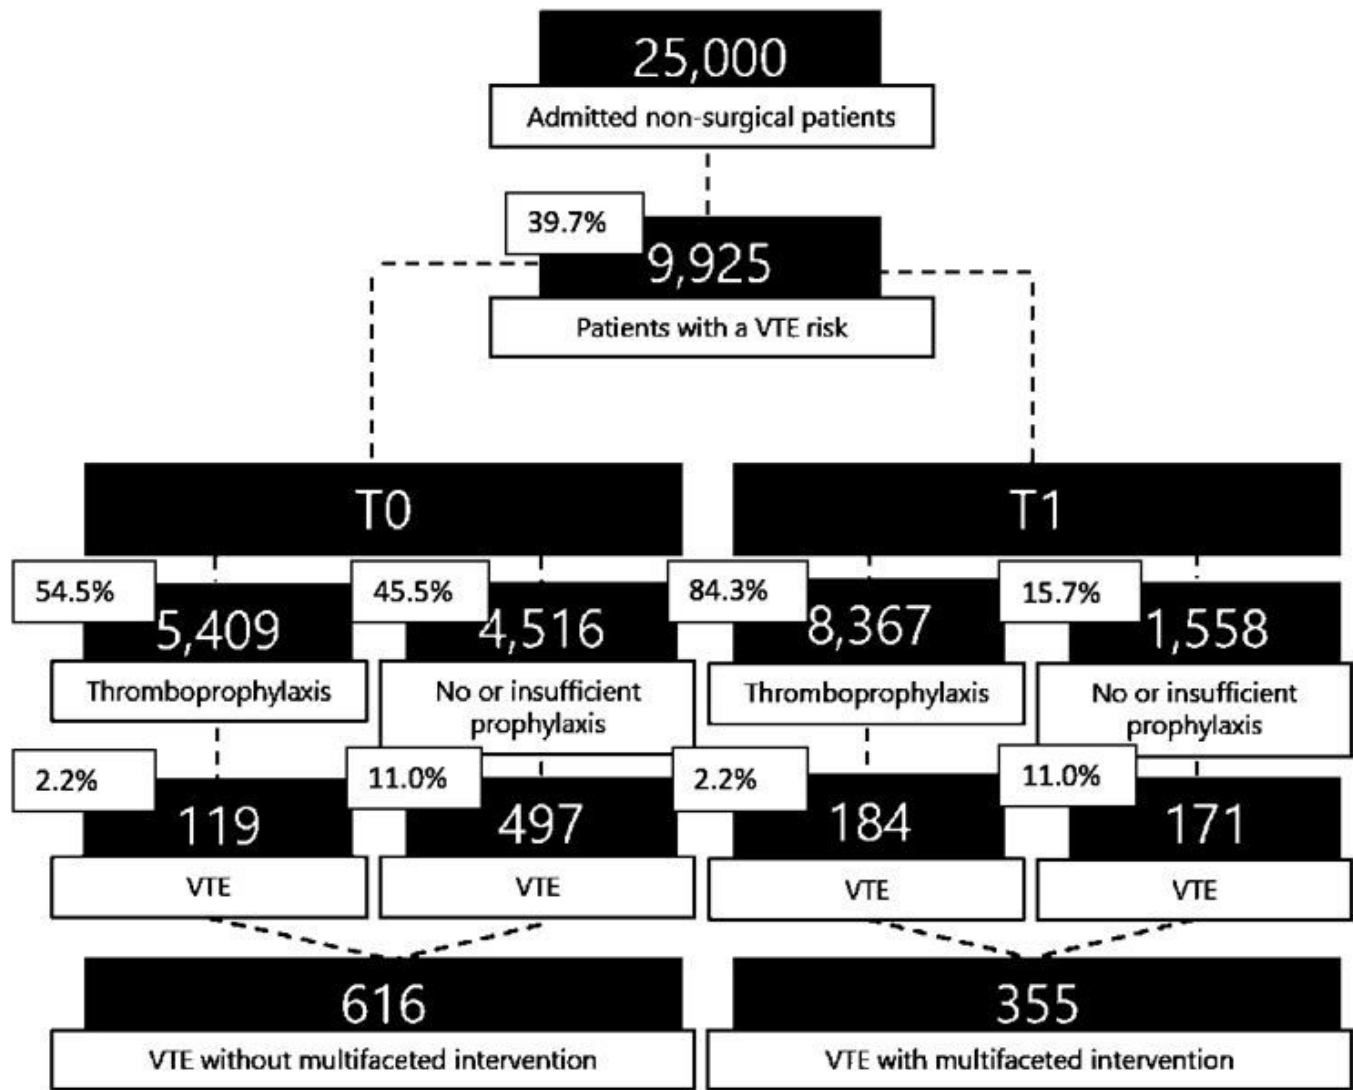 25,000
Admitted non-surgical patients
39.7%
9,925
Patients with a VTE risk
T0
T1
54.5%
45.5%
84.3%
15.7%
5,409
4,516
8,367
1,558
Thromboprophylaxis
No or insufficient
prophylaxis
Thromboprophylaxis
No or insufficient
prophylaxis
2.2%
11.0%
2.2%
11.0%
119
497
184
171
VTE
VTE
VTE
VTE
616
355
VTE without multifaceted intervention
VTE with multifaceted intervention